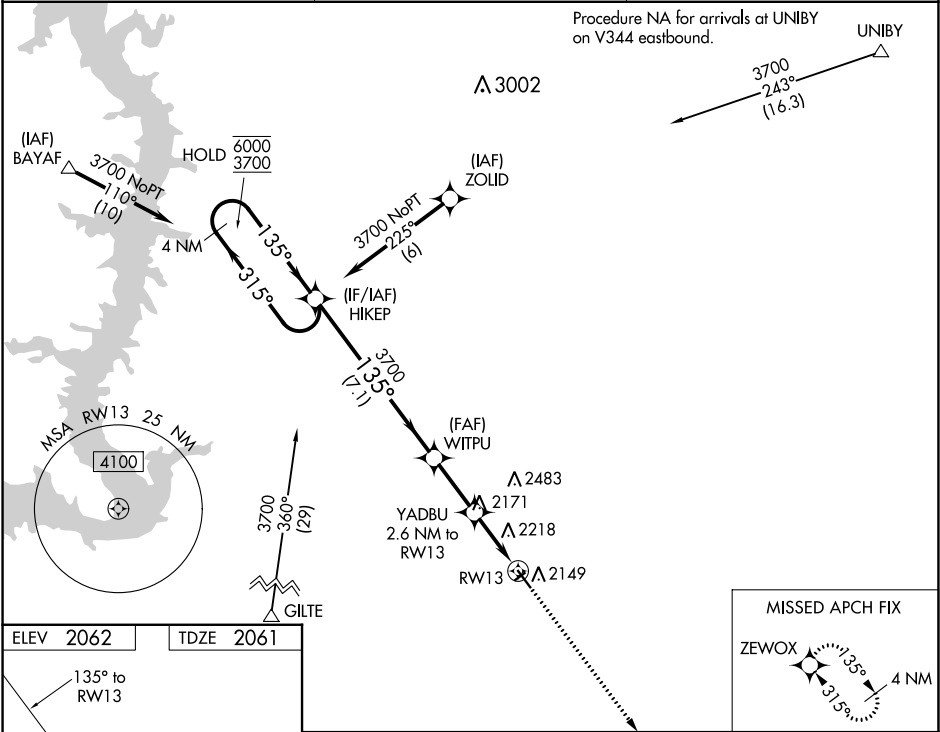 Procedure NA for arrivals at UNIBY
on V344 eastbound.
UNIBY
3700
243°
(16.3)
3002
(IAF)
BAYAF
3700 NoPT
110°
(10)
HOLD
6000
3700
4 NM
135°
315°
(IAF)
ZOLID
3700 NoPT
225°
(6)
(IF/IAF)
HIKEP
3700
135°
(7.1)
(FAF)
WITPU
2483
2171
YADBU
2.6 NM to
RW13
2218
RW13
2149
MSA RW13 25 NM
4100
3700
360°
(29)
GILTE
ELEV 2062
TDZE 2061
135° to
RW13
MISSED APCH FIX
ZEWOX
135°
315°
4 NM